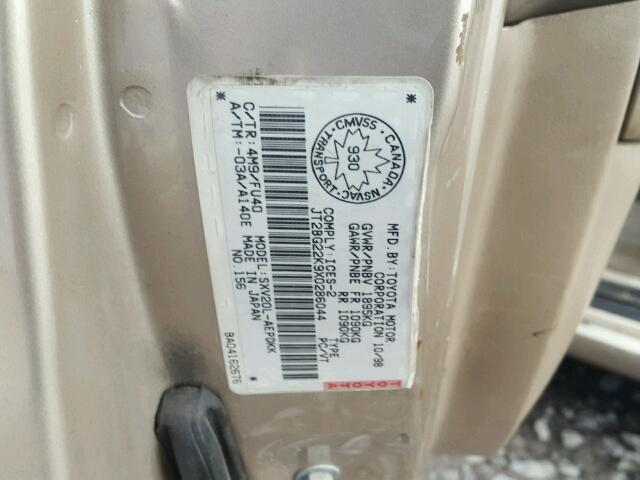 CMVSS CANADA
TRANSPORT NSVAC
930
MFD.BY:TOYOTA MOTOR
CORPORATION 10/98
GVWR/PNBV 1895KG
GAWR/PNBE FR 1090KG
RR 1090KG
COMPLY:ICES-2 TYPE
JT2BG22K9X0286044 PC/VT
MODEL:SXV20L-AEPDKK
MADE IN JAPAN
C/TR:4M9/FU40
A/TM:-03A/A140E
NO.156
BA04162676
TOYOTA